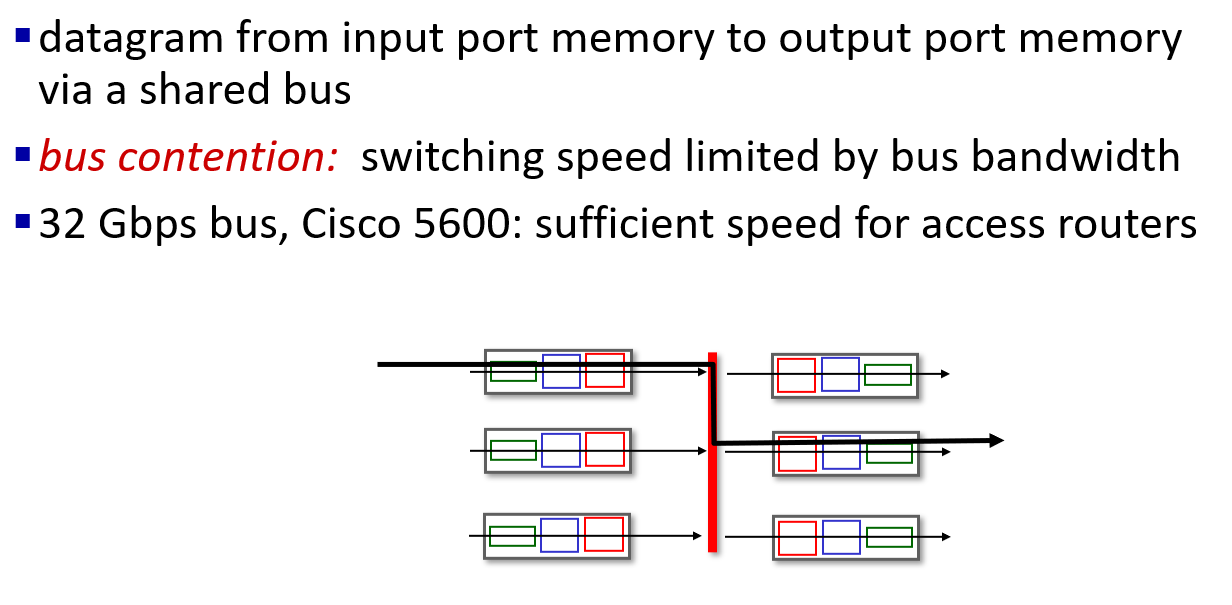 ▪datagram from input port memory to output port memory
via a shared bus
▪bus contention: switching speed limited by bus bandwidth
▪32 Gbps bus, Cisco 5600: sufficient speed for access routers